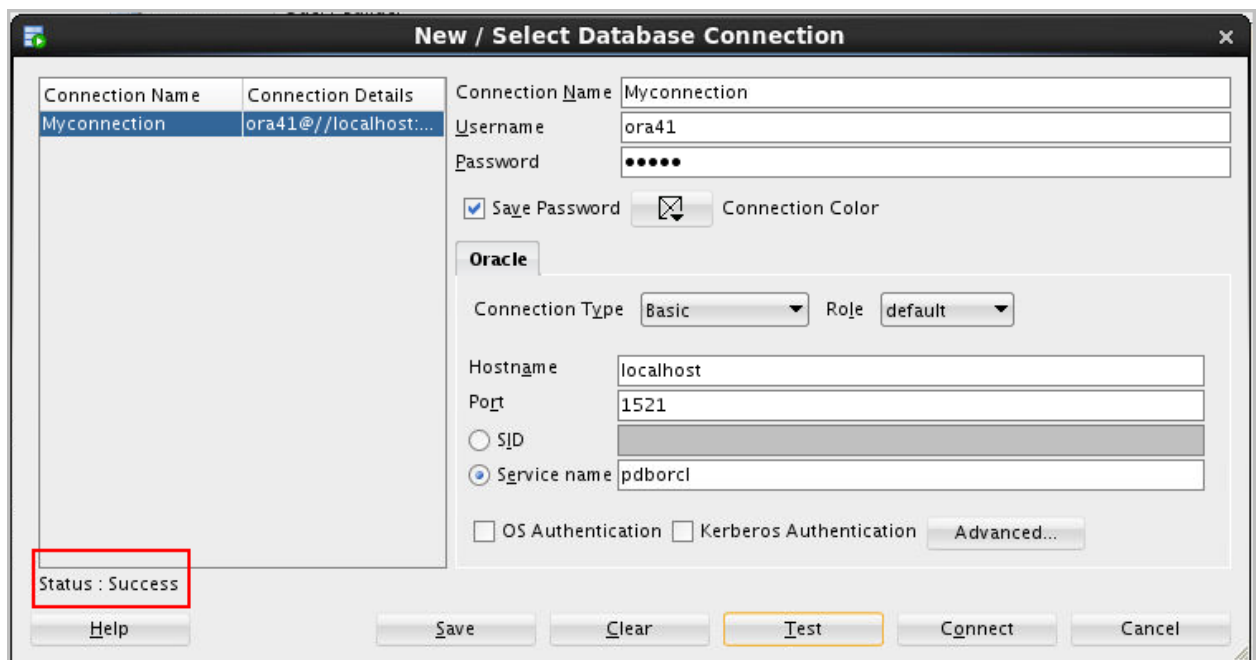 New / Select Database Connection
Connection Name Connection Details
Myconnection ora41@//localhost:...
Connection Name Myconnection
Username ora41
Password •••••
Save Password Connection Color
Oracle
Connection Type Basic Role default
Hostname localhost
Port 1521
SID
Service name pdborcl
OS Authentication Kerberos Authentication Advanced...
Status : Success
Help Save Clear Test Connect Cancel